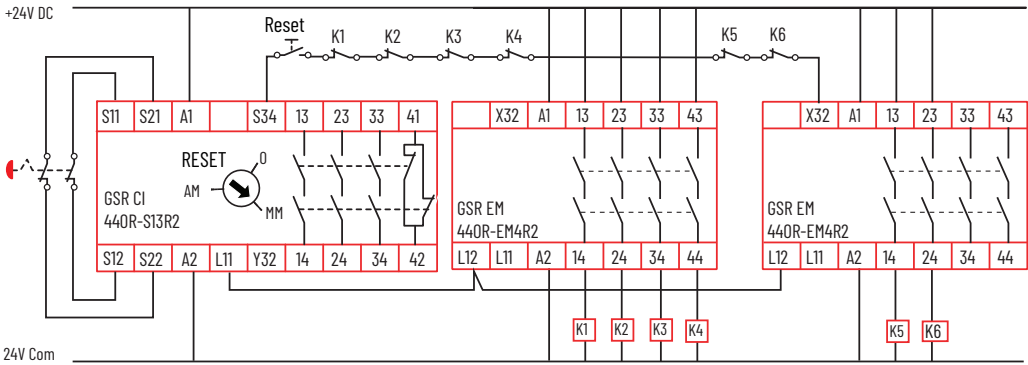 +24V DC
Reset
K1 K2 K3 K4 K5 K6
S11 S21 A1 S34 13 23 33 41
X32 A1 13 23 33 43
X32 A1 13 23 33 43
RESET
0
AM
MM
GSR CI
440R-S13R2
GSR EM
440R-EM4R2
GSR EM
440R-EM4R2
S12 S22 A2 L11 Y32 14 24 34 42
L12 L11 A2 14 24 34 44
L12 L11 A2 14 24 34 44
K1 K2 K3 K4
K5 K6
24V Com